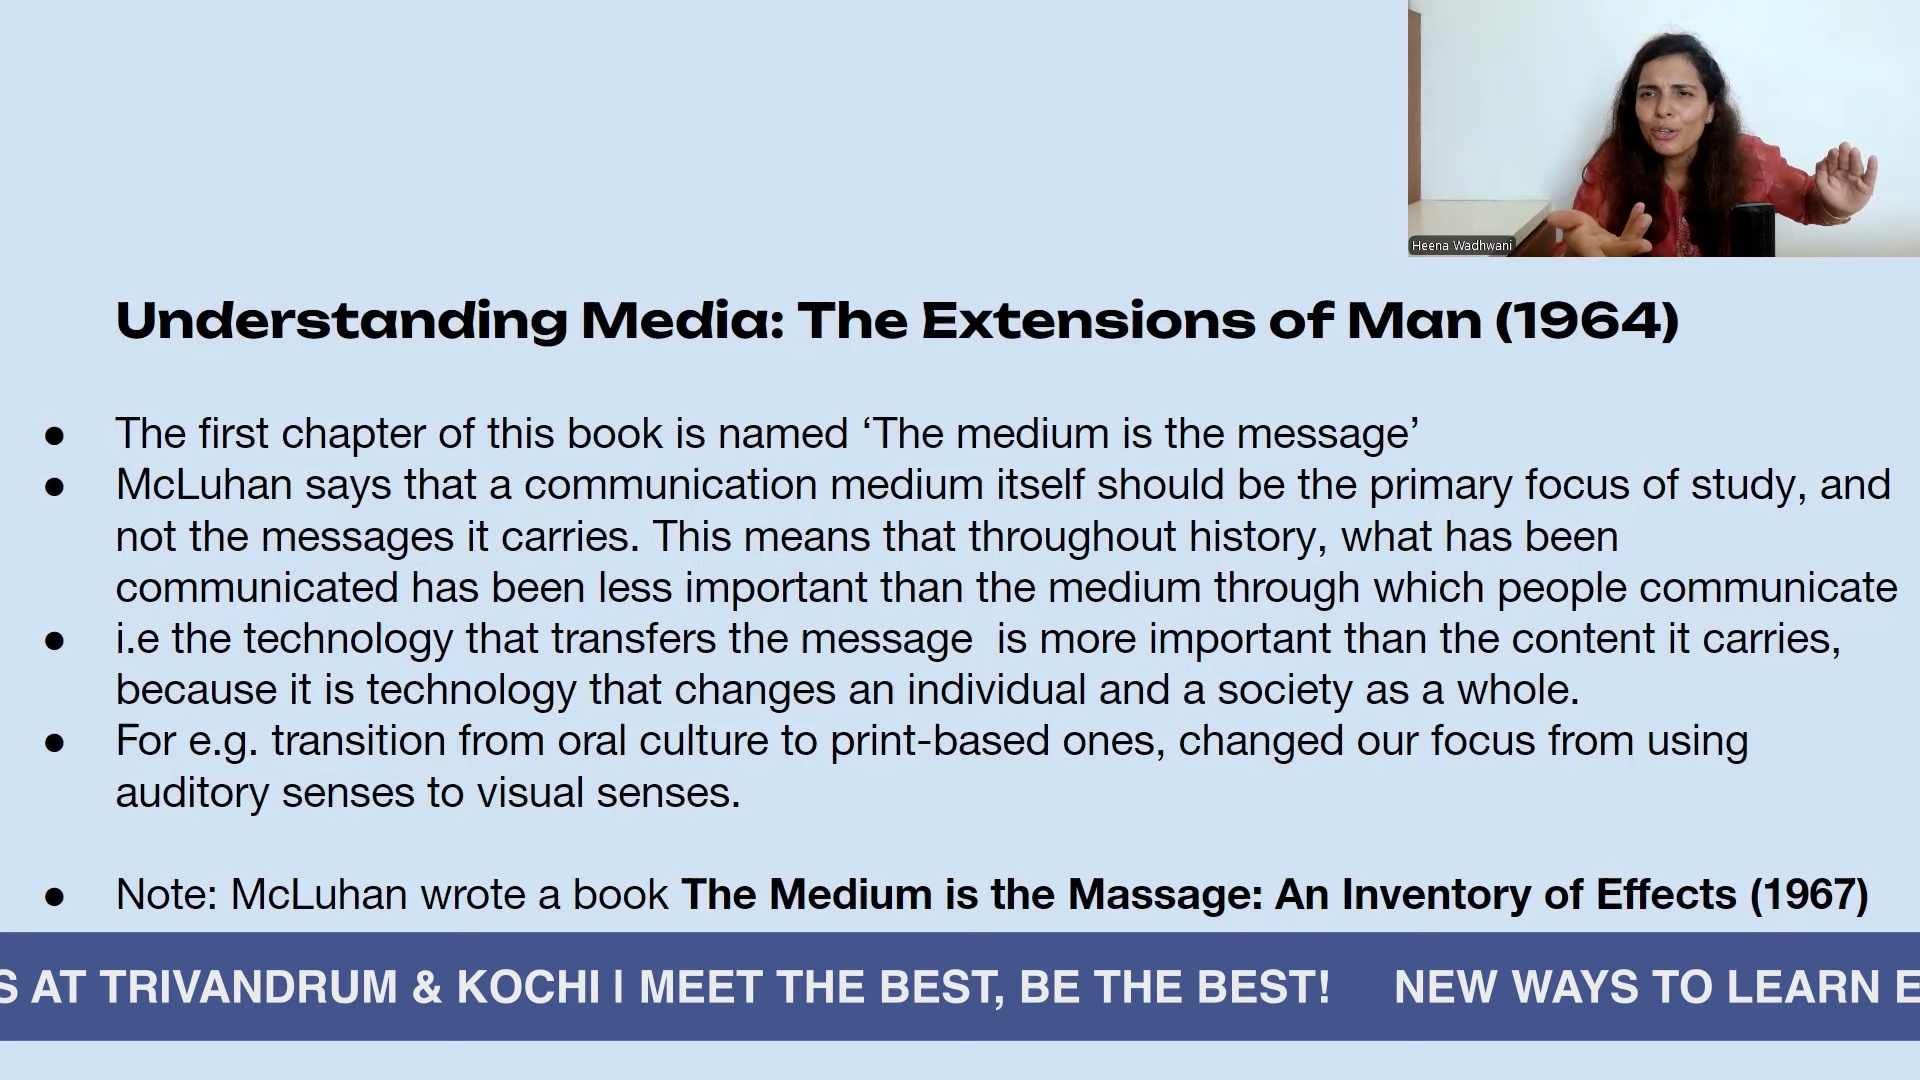 Heena Wadhwani
Understanding Media: The Extensions of Man (1964)
● The first chapter of this book is named ‘The medium is the message’
● McLuhan says that a communication medium itself should be the primary focus of study, and
not the messages it carries. This means that throughout history, what has been
communicated has been less important than the medium through which people communicate
● i.e the technology that transfers the message  is more important than the content it carries,
because it is technology that changes an individual and a society as a whole.
● For e.g. transition from oral culture to print-based ones, changed our focus from using
auditory senses to visual senses.
● Note: McLuhan wrote a book The Medium is the Massage: An Inventory of Effects (1967)
S AT TRIVANDRUM & KOCHI | MEET THE BEST, BE THE BEST! NEW WAYS TO LEARN E